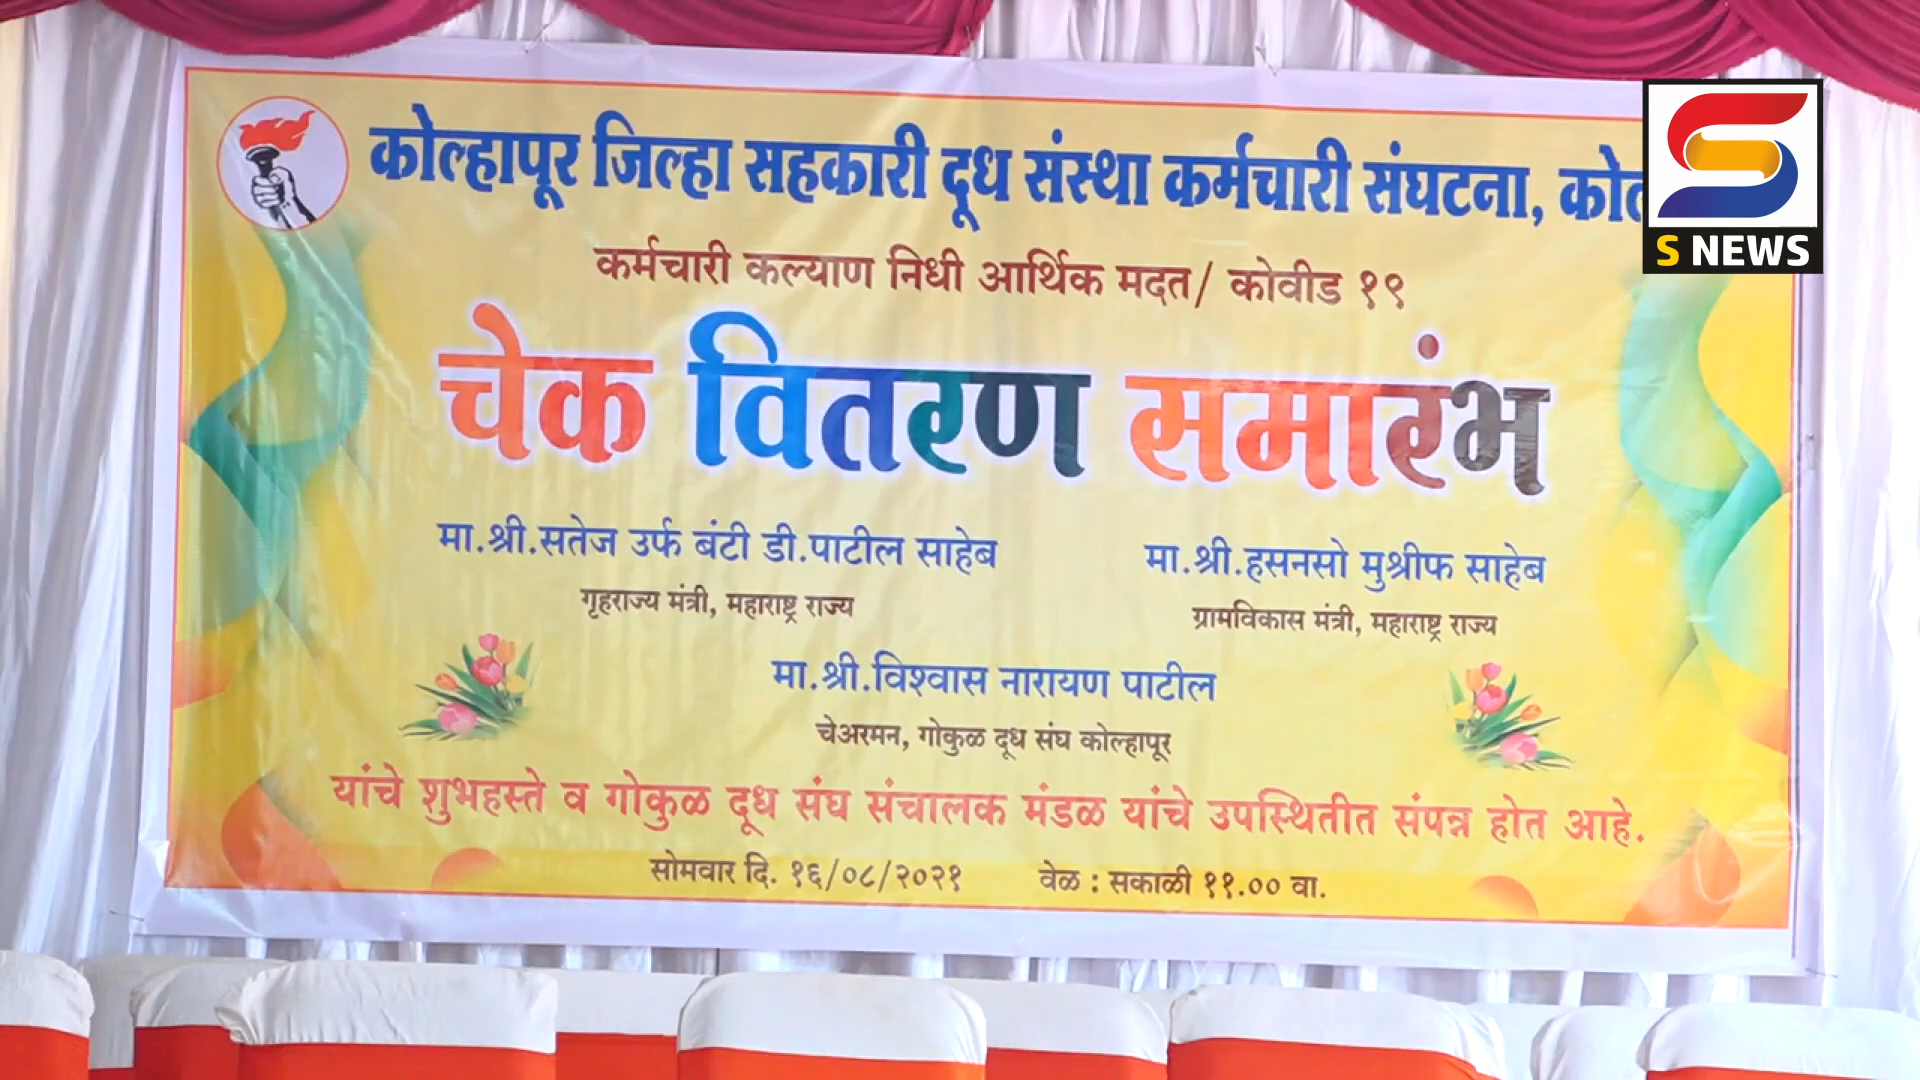 कोल्हापूर जिल्हा सहकारी दूध संस्था कर्मचारी संघटना,
S NEWS
कर्मचारी कल्याण निधी आर्थिक मदत/ कोवीड १९
चेक वितरण समारंभ
मा.श्री.सतेज उर्फ बंटी डी.पाटील साहेब
गृहराज्य मंत्री, महाराष्ट्र राज्य
मा.श्री.हसनसो मुश्रीफ साहेब
ग्रामविकास मंत्री, महाराष्ट्र राज्य
मा.श्री.विश्वास नारायण पाटील
चेअरमन, गोकुळ दूध संघ कोल्हापूर
यांचे शुभहस्ते व गोकुळ दूध संघ संचालक मंडळ यांचे उपस्थितीत संपन्न होत आहे.
सोमवार दि. १६/०८/२०२१ वेळ : सकाळी ११.०० वा.